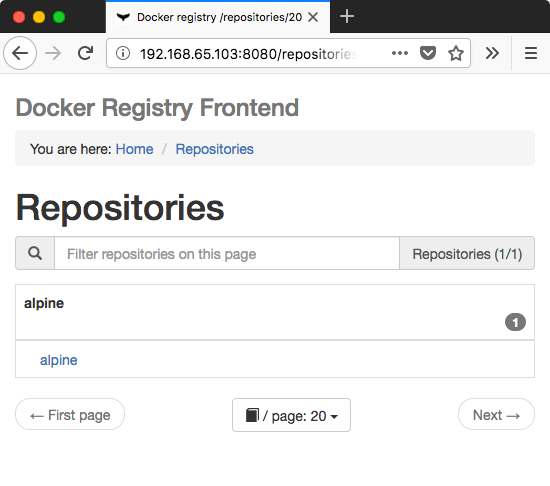 Docker registry /repositories/20
192.168.65.103:8080/repositories
Docker Registry Frontend
You are here: Home / Repositories
Repositories
Filter repositories on this page
Repositories (1/1)
alpine
1
alpine
← First page
/ page: 20
Next →